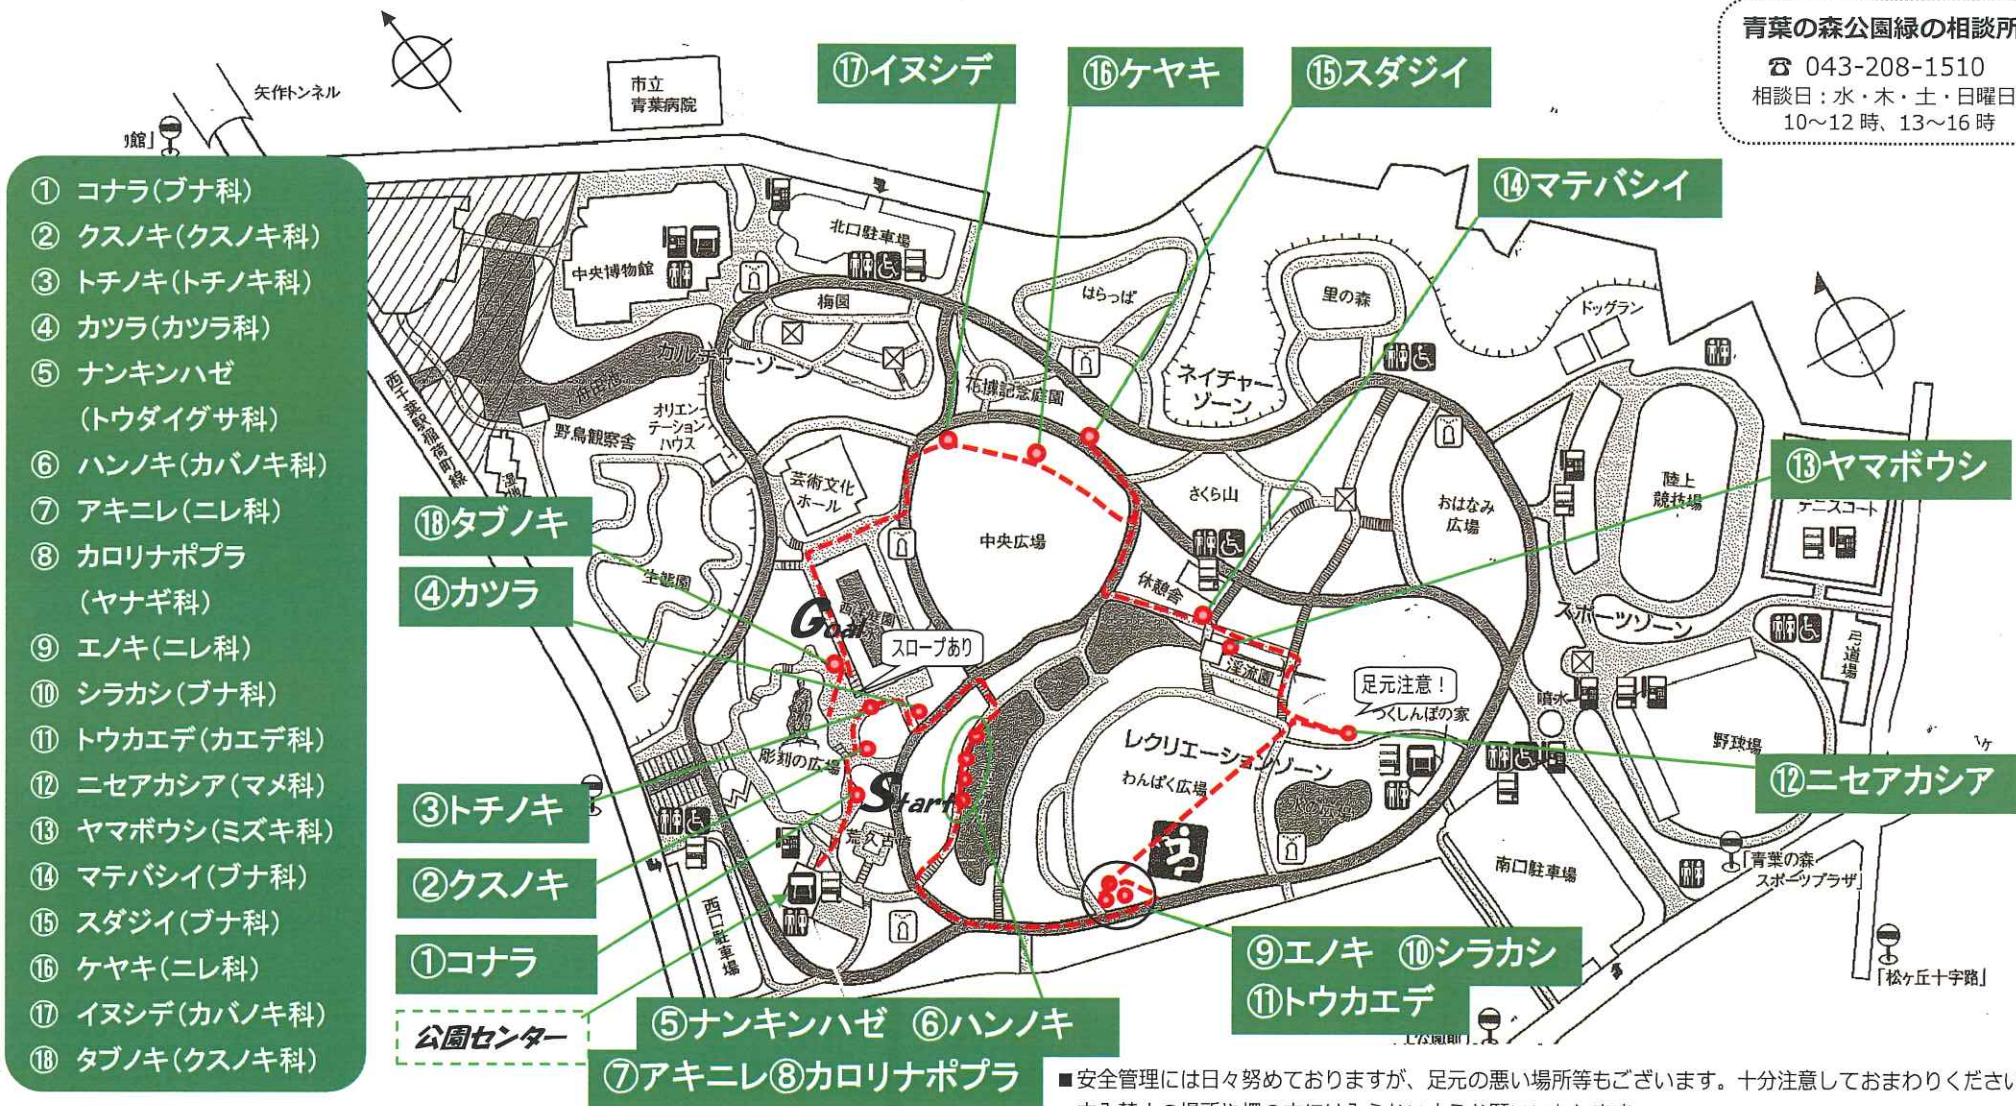 青葉の森公園緑の相談所
☎ 043-208-1510
相談日：水・木・土・日曜日
10～12時、13～16時
矢作トンネル
市立
青葉病院
⑰イヌシデ
⑯ケヤキ
⑮スダジイ
⑭マテバシイ
館」
① コナラ(ブナ科)
② クスノキ(クスノキ科)
③ トチノキ(トチノキ科)
④ カツラ(カツラ科)
⑤ ナンキンハゼ
(トウダイグサ科)
⑥ ハンノキ(カバノキ科)
⑦ アキニレ(ニレ科)
⑧ カロリナポプラ
(ヤナギ科)
⑨ エノキ(ニレ科)
⑩ シラカシ(ブナ科)
⑪ トウカエデ(カエデ科)
⑫ ニセアカシア(マメ科)
⑬ ヤマボウシ(ミズキ科)
⑭ マテバシイ(ブナ科)
⑮ スダジイ(ブナ科)
⑯ ケヤキ(ニレ科)
⑰ イヌシデ(カバノキ科)
⑱ タブノキ(クスノキ科)
中央博物館
北口駐車場
梅園
はらっぱ
里の森
ドッグラン
カルチャーゾーン
舟田池
花博記念庭園
ネイチャー
ゾーン
西千葉駅稲荷町線
野鳥観察舎
オリエン
テーション
ハウス
芸術文化
ホール
さくら山
おはなみ
広場
陸上
競技場
⑬ヤマボウシ
テニスコート
⑱タブノキ
中央広場
④カツラ
生態園
休憩舎
スポーツゾーン
弓道場
Goal
スロープあり
渓流園
足元注意！
つくしんぼの家
噴水
野球場
レクリエーションゾーン
わんぱく広場
彫刻の広場
Start
③トチノキ
⑫ニセアカシア
荒久古墳
②クスノキ
南口駐車場
「青葉の森
スポーツプラザ」
西口駐車場
①コナラ
⑨エノキ ⑩シラカシ
⑪トウカエデ
「松ヶ丘十字路」
公園センター
⑤ナンキンハゼ ⑥ハンノキ
⑦アキニレ⑧カロリナポプラ
■安全管理には日々努めておりますが、足元の悪い場所等もございます。十分注意しておまわりください